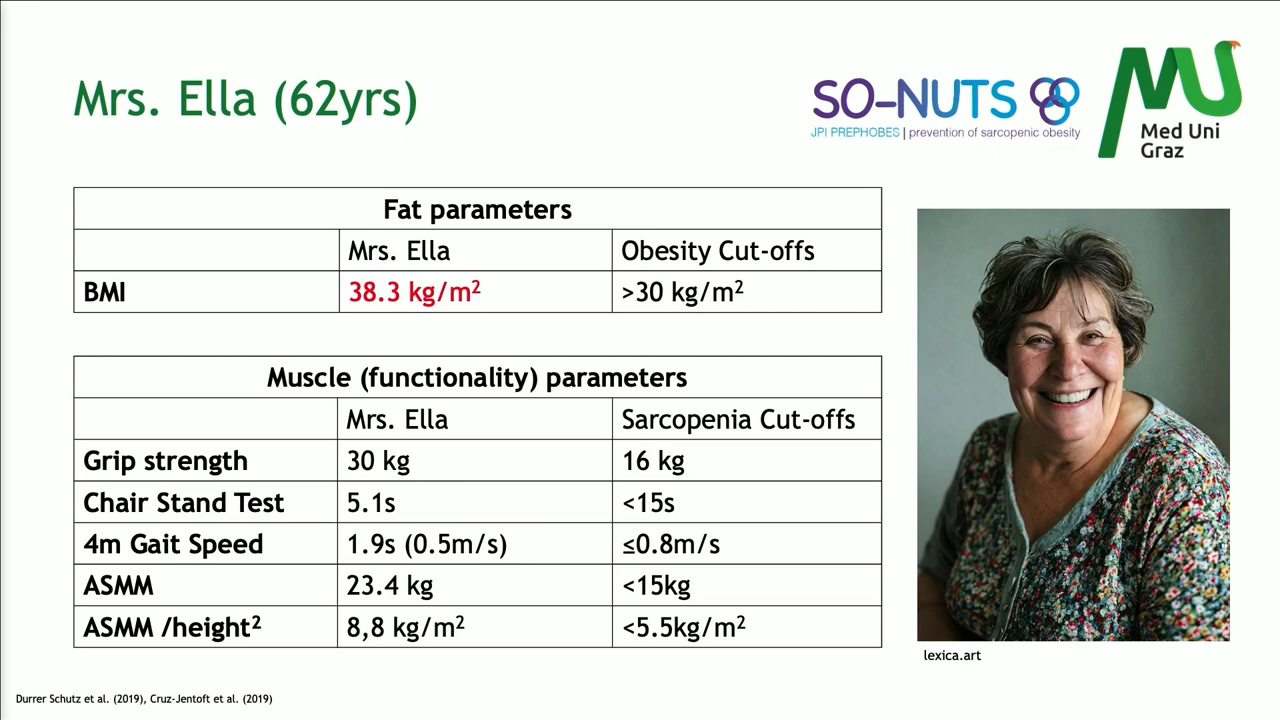 Mrs. Ella (62yrs)
SO-NUTS
JPI PREPHOBES | prevention of sarcopenic obesity
Med Uni
Graz
Fat parameters
Mrs. Ella Obesity Cut-offs
BMI 38.3 kg/m² >30 kg/m²
Muscle (functionality) parameters
Mrs. Ella Sarcopenia Cut-offs
Grip strength 30 kg 16 kg
Chair Stand Test 5.1s <15s
4m Gait Speed 1.9s (0.5m/s) ≤0.8m/s
ASMM 23.4 kg <15kg
ASMM /height² 8,8 kg/m² <5.5kg/m²
lexica.art
Durrer Schutz et al. (2019), Cruz-Jentoft et al. (2019)